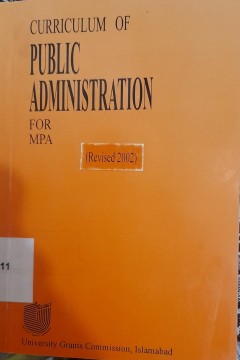 CURRICULUM OF
PUBLIC
ADMINISTRATION
FOR
MPA
(Revised 2002)
11
University Grants Commission, Islamabad